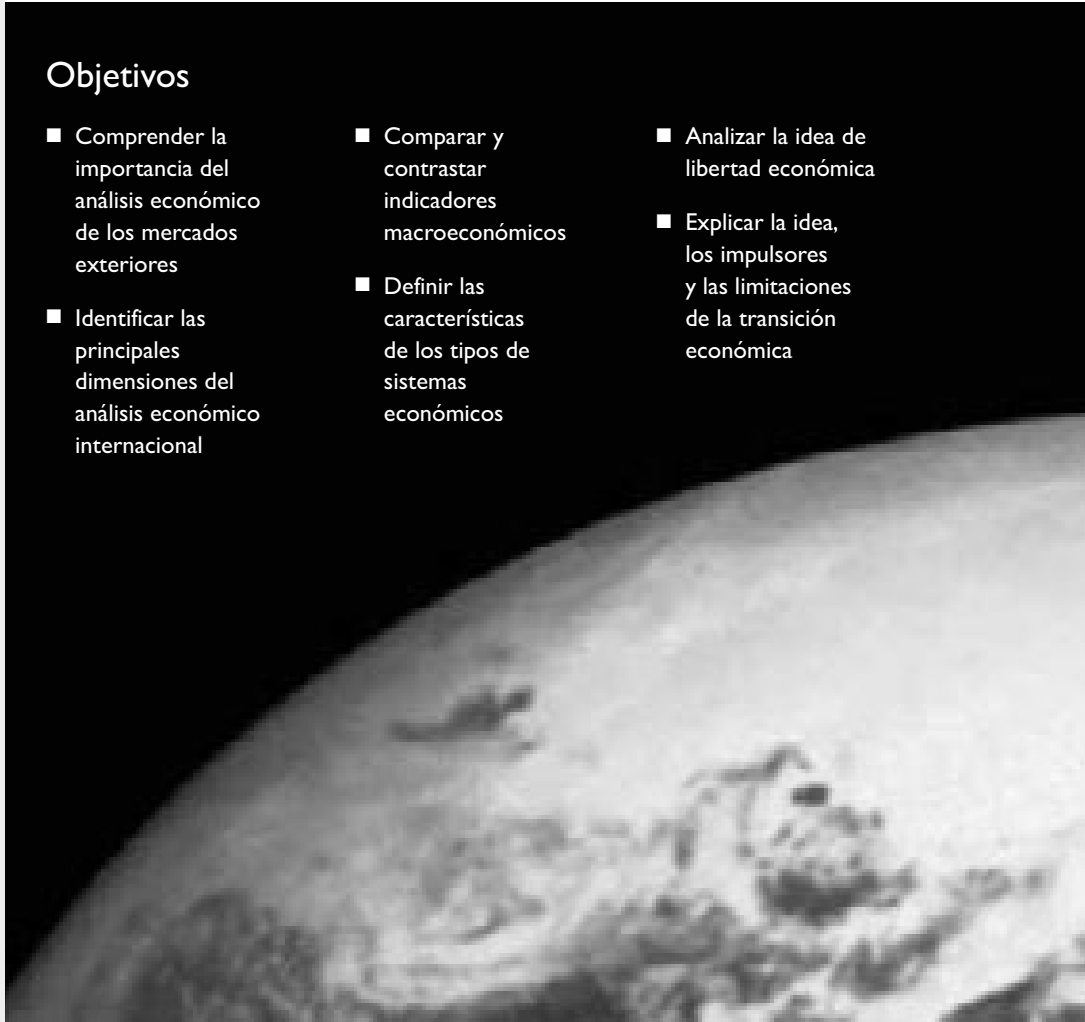 Objetivos
■ Comprender la
importancia del
análisis económico
de los mercados
exteriores
■ Identificar las
principales
dimensiones del
análisis económico
internacional
■ Comparar y
contrastar
indicadores
macroeconómicos
■ Definir las
características
de los tipos de
sistemas
económicos
■ Analizar la idea de
libertad económica
■ Explicar la idea,
los impulsores
y las limitaciones
de la transición
económica